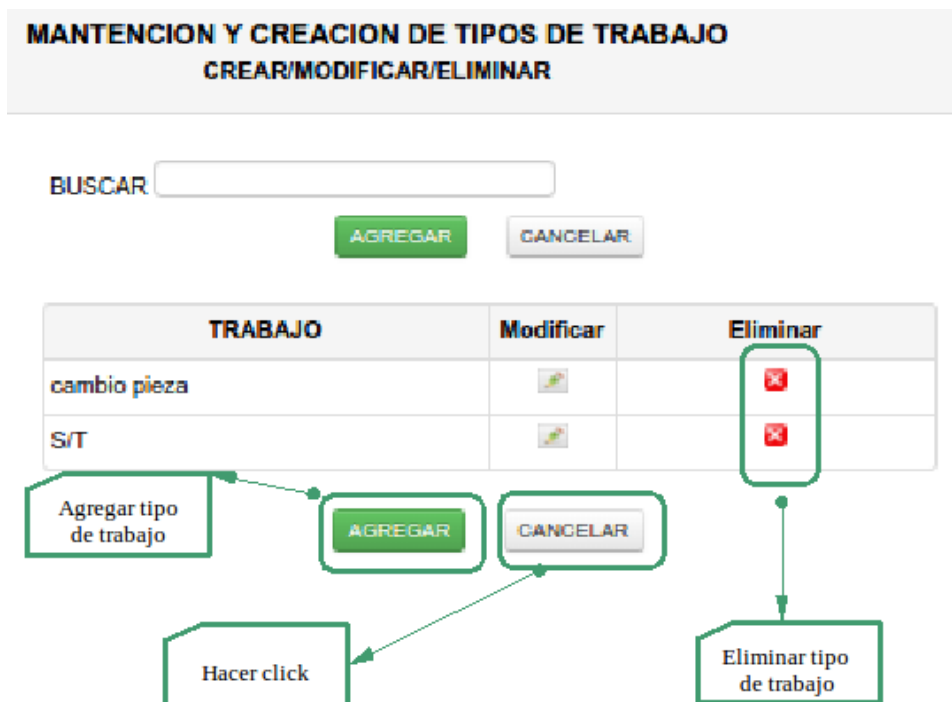 MANTENCION Y CREACION DE TIPOS DE TRABAJO
CREAR/MODIFICAR/ELIMINAR
BUSCAR
AGREGAR CANCELAR
TRABAJO Modificar Eliminar
cambio pieza
S/T
Agregar tipo
de trabajo
AGREGAR CANCELAR
Hacer click
Eliminar tipo
de trabajo